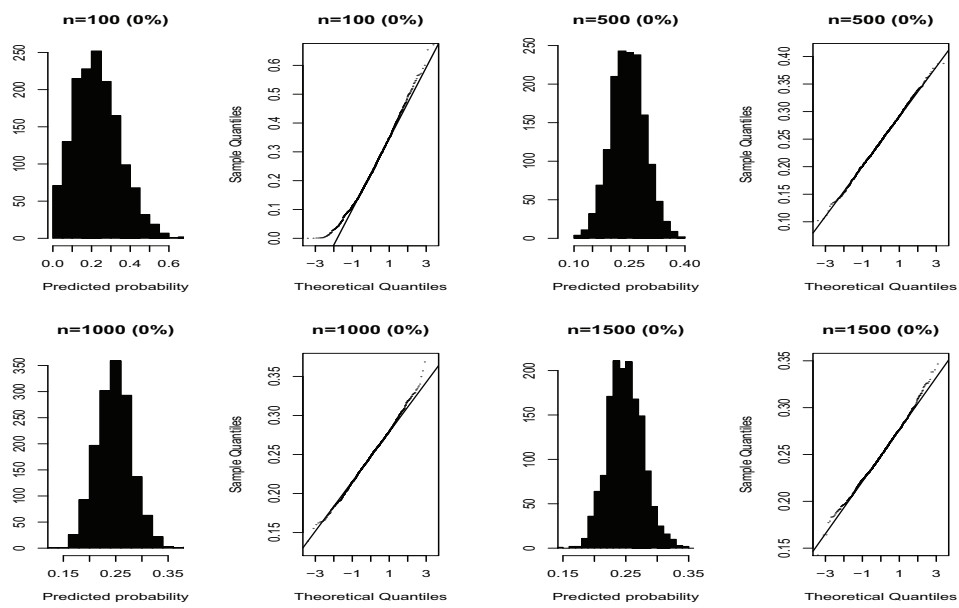 n=100 (0%)
0 50 100 150 200 250
0.0 0.2 0.4 0.6
Predicted probability
n=100 (0%)
Sample Quantiles
0.0 0.1 0.2 0.3 0.4 0.5 0.6
−3 −1 1 3
Theoretical Quantiles
n=500 (0%)
0 50 100 150 200 250
0.10 0.25 0.40
Predicted probability
n=500 (0%)
Sample Quantiles
0.10 0.15 0.20 0.25 0.30 0.35 0.40
−3 −1 1 3
Theoretical Quantiles
n=1000 (0%)
0 50 100 150 200 250 300 350
0.15 0.25 0.35
Predicted probability
n=1000 (0%)
Sample Quantiles
0.15 0.20 0.25 0.30 0.35
−3 −1 1 3
Theoretical Quantiles
n=1500 (0%)
0 50 100 150 200
0.15 0.25 0.35
Predicted probability
n=1500 (0%)
Sample Quantiles
0.15 0.20 0.25 0.30 0.35
−3 −1 1 3
Theoretical Quantiles